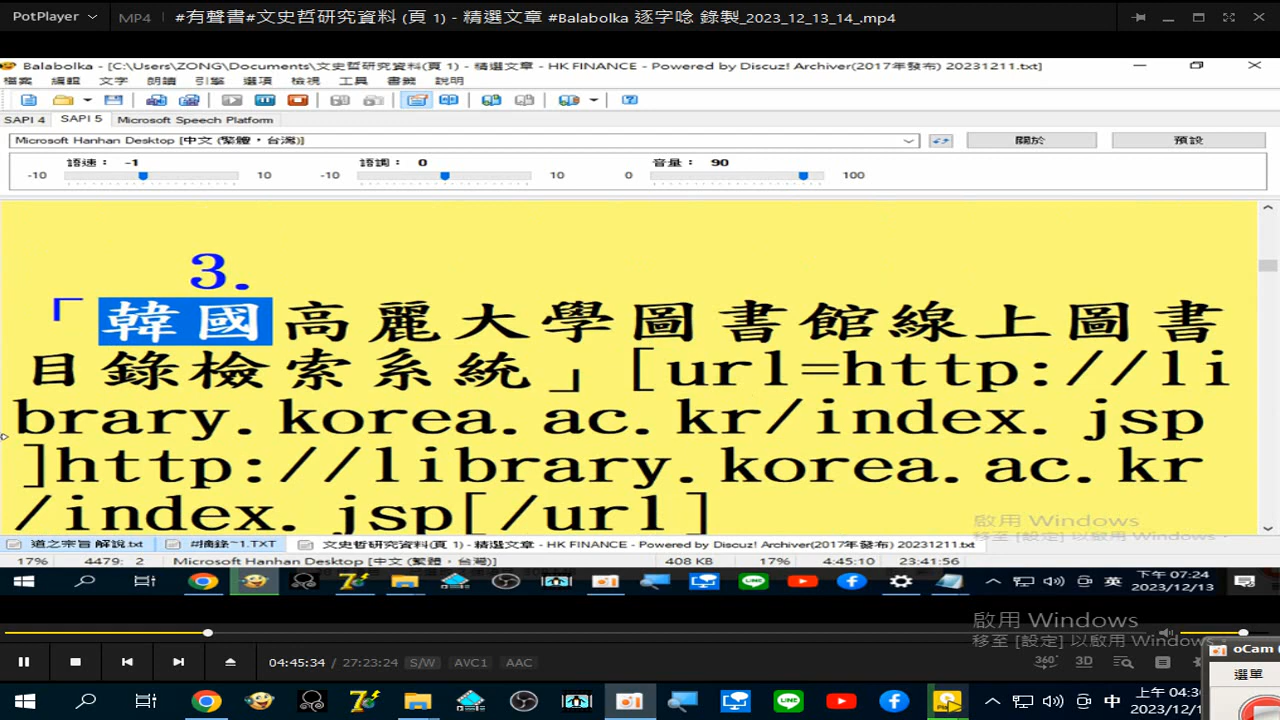 PotPlayer
MP4
#有聲書#文史哲研究資料 (頁 1) - 精選文章 #Balabolka 逐字唸 錄製_2023_12_13_14_.mp4
Balabolka - [C:\Users\ZONG\Documents\文史哲研究資料(頁 1) - 精選文章 - HK FINANCE - Powered by Discuz! Archiver(2017年發布) 20231211.txt]
檔案 編輯 文字 朗讀 引擎 選項 檢視 工具 書籤 說明
SAPI 4 SAPI 5 Microsoft Speech Platform
Microsoft Hanhan Desktop [中文 (繁體，台灣)]
關於 預設
語速： -1 語調： 0 音量： 90
-10 10 -10 10 0 100
3.
「韓國高麗大學圖書館線上圖書
目錄檢索系統」[url=http://li
brary.korea.ac.kr/index.jsp
]http://library.korea.ac.kr
/index.jsp[/url]
啟用 Windows
移至 [設定] 以啟用 Windows。
道之宗旨 解說.txt #摘錄~1.TXT 文史哲研究資料(頁 1) - 精選文章 - HK FINANCE - Powered by Discuz! Archiver(2017年發布) 20231211.txt
17% 4479: 2 Microsoft Hanhan Desktop [中文 (繁體，台灣)] 408 KB 17% 4:45:10 23:41:56
英 下午 07:24
2023/12/13
啟用 Windows
移至 [設定] 以啟用 Windows。
04:45:34 / 27:23:24 S/W AVC1 AAC
360° 3D
oCam (
選單
中 上午 04:3
2023/12/1